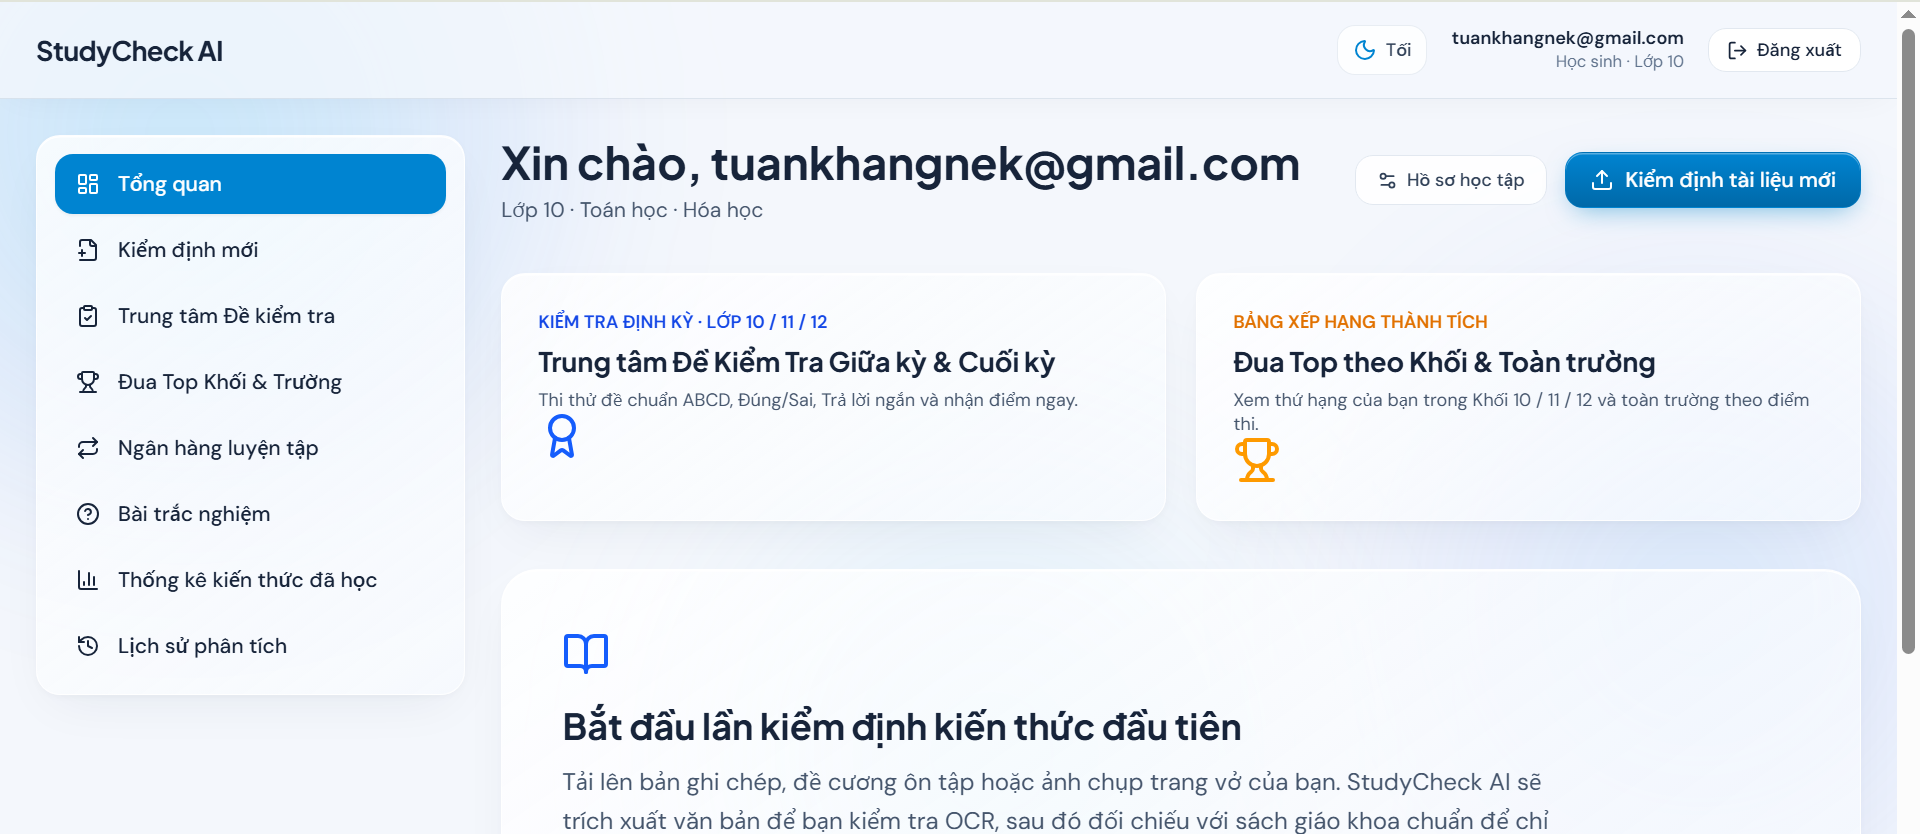 StudyCheck AI
Tối
tuankhangnek@gmail.com
Học sinh · Lớp 10
Đăng xuất
Tổng quan
Kiểm định mới
Trung tâm Đề kiểm tra
Đua Top Khối & Trường
Ngân hàng luyện tập
Bài trắc nghiệm
Thống kê kiến thức đã học
Lịch sử phân tích
Xin chào, tuankhangnek@gmail.com
Lớp 10 · Toán học · Hóa học
Hồ sơ học tập
Kiểm định tài liệu mới
KIỂM TRA ĐỊNH KỲ · LỚP 10 / 11 / 12
Trung tâm Đề Kiểm Tra Giữa kỳ & Cuối kỳ
Thi thử đề chuẩn ABCD, Đúng/Sai, Trả lời ngắn và nhận điểm ngay.
BẢNG XẾP HẠNG THÀNH TÍCH
Đua Top theo Khối & Toàn trường
Xem thứ hạng của bạn trong Khối 10 / 11 / 12 và toàn trường theo điểm
thi.
Bắt đầu lần kiểm định kiến thức đầu tiên
Tải lên bản ghi chép, đề cương ôn tập hoặc ảnh chụp trang vở của bạn. StudyCheck AI sẽ
trích xuất văn bản để bạn kiểm tra OCR, sau đó đối chiếu với sách giáo khoa chuẩn để chỉ